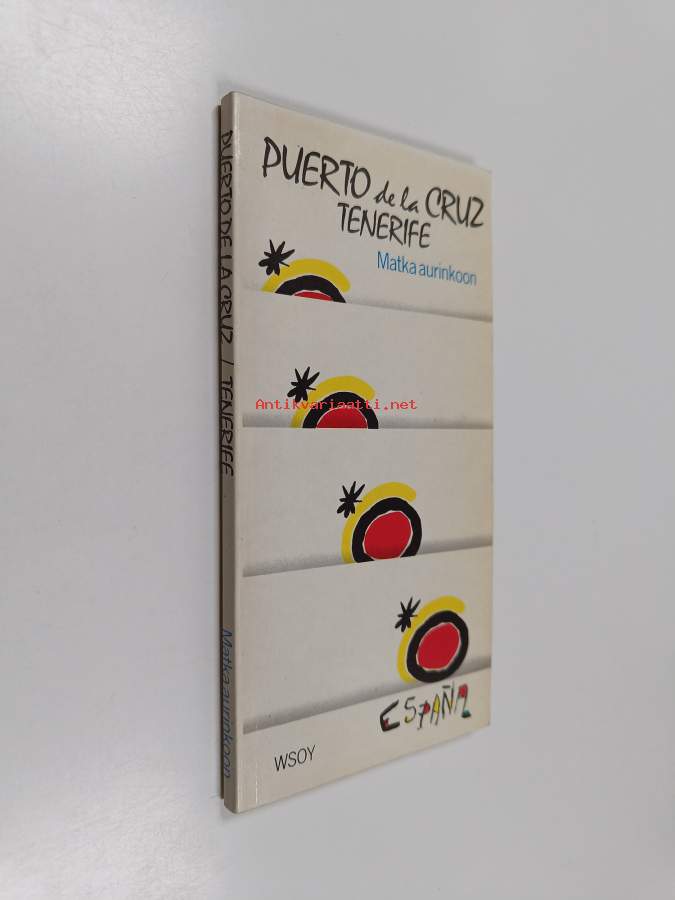 PUERTO de la CRUZ
TENERIFE
Matka aurinkoon
Antikvariaatti.net
ESPAÑA
WSOY
PUERTO DE LA CRUZ / TENERIFE
Matka aurinkoon